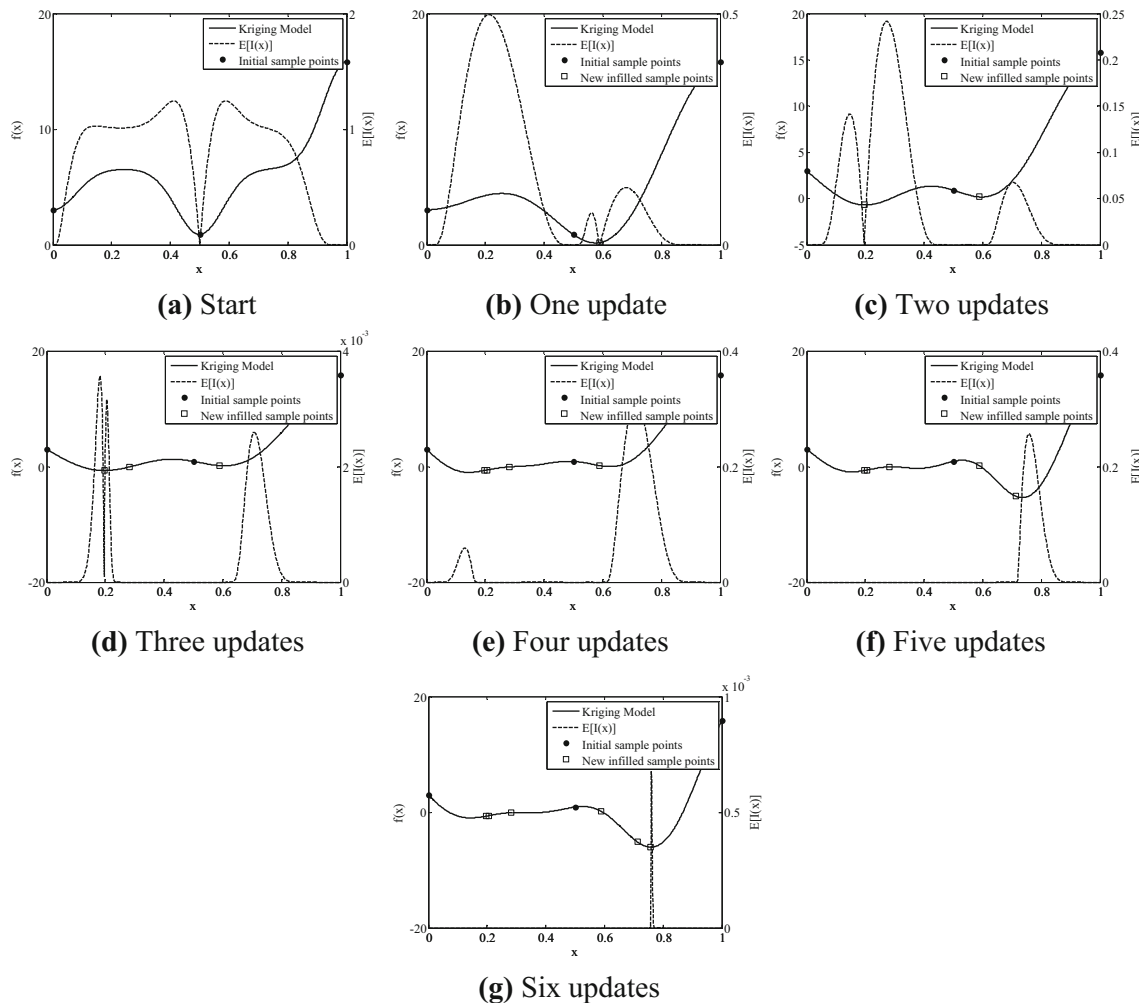 20
10
0
f(x)
0 0.2 0.4 0.6 0.8 1
x
2
1
0
E[I(x)]
Kriging Model
E[I(x)]
Initial sample points
(a) Start
20
10
0
f(x)
0 0.2 0.4 0.6 0.8 1
x
0.5
0
E[I(x)]
Kriging Model
E[I(x)]
Initial sample points
New infilled sample points
(b) One update
20
15
10
5
0
-5
f(x)
0 0.2 0.4 0.6 0.8 1
x
0.25
0.2
0.15
0.1
0.05
0
E[I(x)]
Kriging Model
E[I(x)]
Initial sample points
New infilled sample points
(c) Two updates
20
10
0
-10
-20
f(x)
0 0.2 0.4 0.6 0.8 1
x
x 10⁻³
4
2
0
E[I(x)]
Kriging Model
E[I(x)]
Initial sample points
New infilled sample points
(d) Three updates
20
10
0
-10
-20
f(x)
0 0.2 0.4 0.6 0.8 1
x
0.4
0.2
0
E[I(x)]
Kriging Model
E[I(x)]
Initial sample points
New infilled sample points
(e) Four updates
20
10
0
-10
-20
f(x)
0 0.2 0.4 0.6 0.8 1
x
0.4
0.2
0
E[I(x)]
Kriging Model
E[I(x)]
Initial sample points
New infilled sample points
(f) Five updates
20
10
0
-10
-20
f(x)
0 0.2 0.4 0.6 0.8 1
x
x 10⁻³
1
0.5
0
E[I(x)]
Kriging Model
E[I(x)]
Initial sample points
New infilled sample points
(g) Six updates